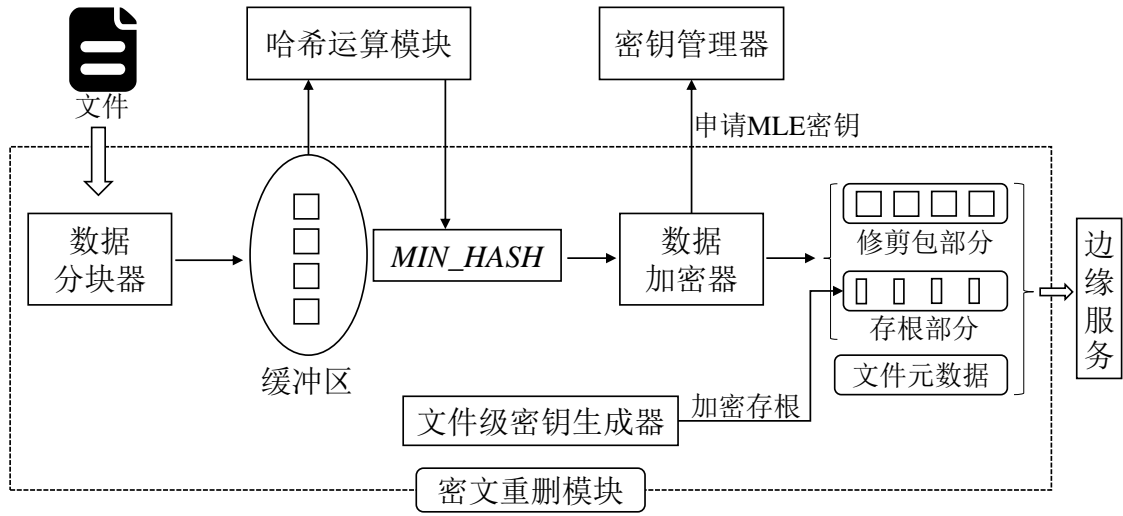 哈希运算模块
密钥管理器
文件
申请MLE密钥
数据
分块器
MIN_HASH
数据
加密器
修剪包部分
存根部分
文件元数据
边
缘
服
务
缓冲区
文件级密钥生成器
加密存根
密文重删模块